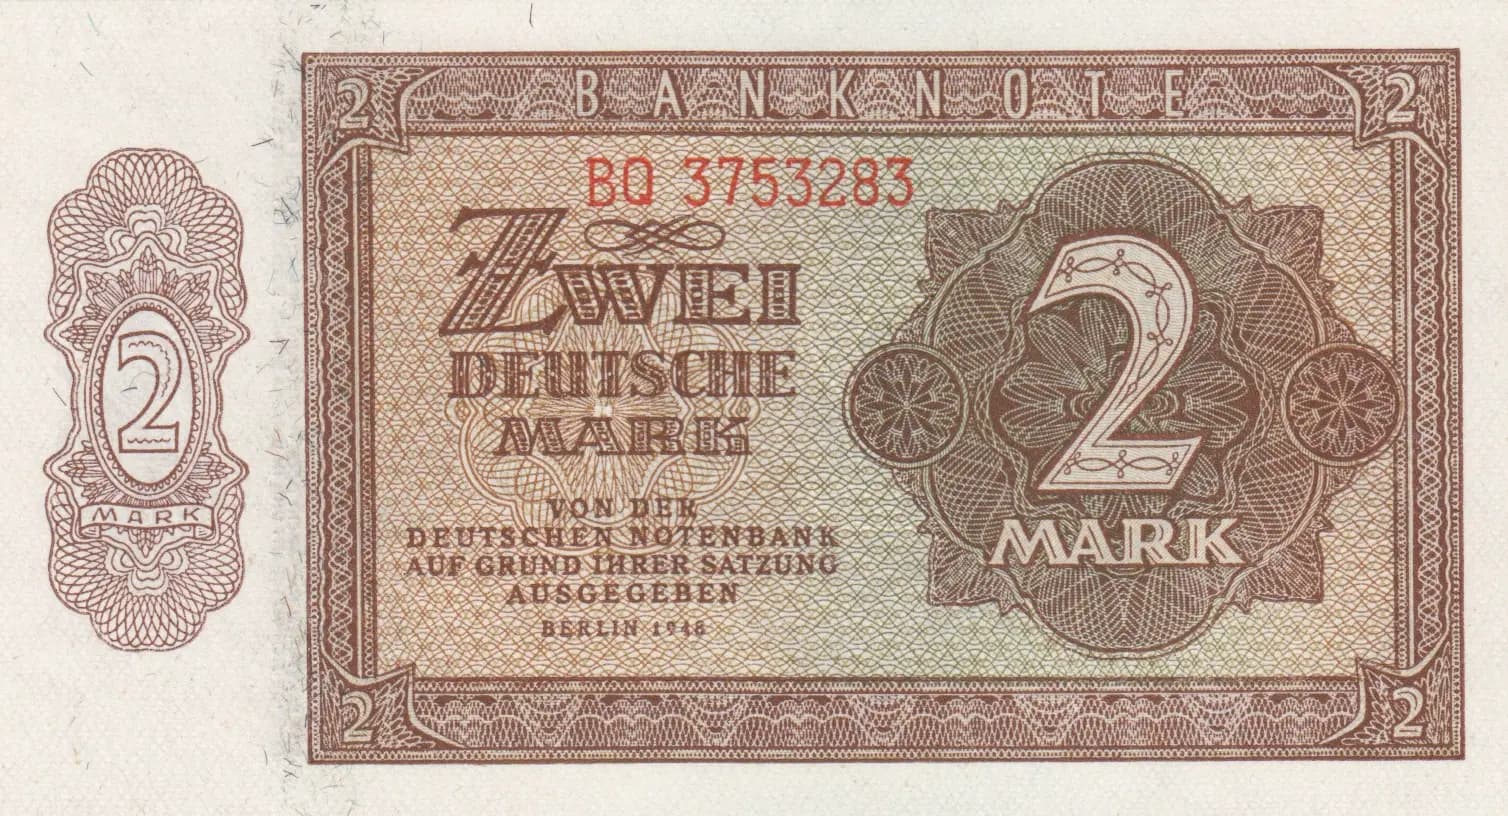 2 BANKNOTE 2
BQ 3753283
ZWEI
DEUTSCHE
MARK
VON DER
DEUTSCHEN NOTENBANK
AUF GRUND IHRER SATZUNG
AUSGEGEBEN
BERLIN 1948
2
MARK
2
MARK
2 2